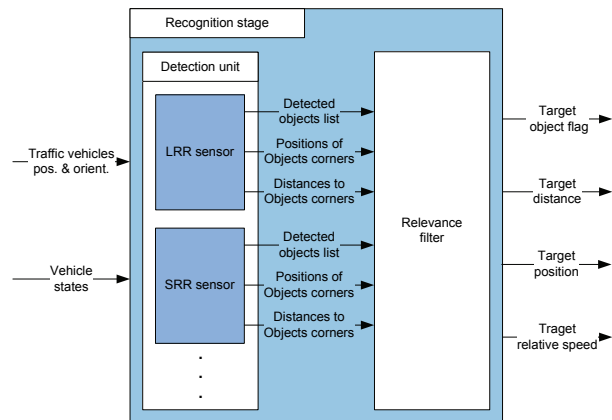 Recognition stage
Detection unit
Traffic vehicles
pos. & orient.
Vehicle
states
LRR sensor
Detected
objects list
Positions of
Objects corners
Distances to
Objects corners
SRR sensor
Detected
objects list
Positions of
Objects corners
Distances to
Objects corners
Relevance
filter
Target
object flag
Target
distance
Target
position
Traget
relative speed